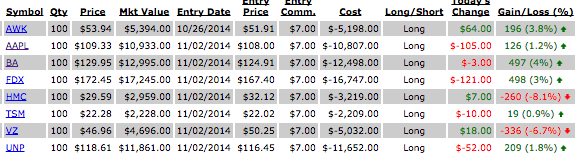 Entry Entry Today's
Symbol Qty Price Mkt Value Entry Date Price Comm. Cost Long/Short Change Gain/Loss (%)
AWK 100 $53.94 $5,394.00 10/26/2014 $51.91 $7.00 $-5,198.00 Long $64.00 196 (3.8%)
AAPL 100 $109.33 $10,933.00 11/02/2014 $108.00 $7.00 $-10,807.00 Long $-105.00 126 (1.2%)
BA 100 $129.95 $12,995.00 11/02/2014 $124.91 $7.00 $-12,498.00 Long $-3.00 497 (4%)
FDX 100 $172.45 $17,245.00 11/02/2014 $167.40 $7.00 $-16,747.00 Long $-121.00 498 (3%)
HMC 100 $29.59 $2,959.00 11/02/2014 $32.12 $7.00 $-3,219.00 Long $7.00 -260 (-8.1%)
TSM 100 $22.28 $2,228.00 11/02/2014 $22.02 $7.00 $-2,209.00 Long $-10.00 19 (0.9%)
VZ 100 $46.96 $4,696.00 11/02/2014 $50.25 $7.00 $-5,032.00 Long $18.00 -336 (-6.7%)
UNP 100 $118.61 $11,861.00 11/02/2014 $116.45 $7.00 $-11,652.00 Long $-52.00 209 (1.8%)